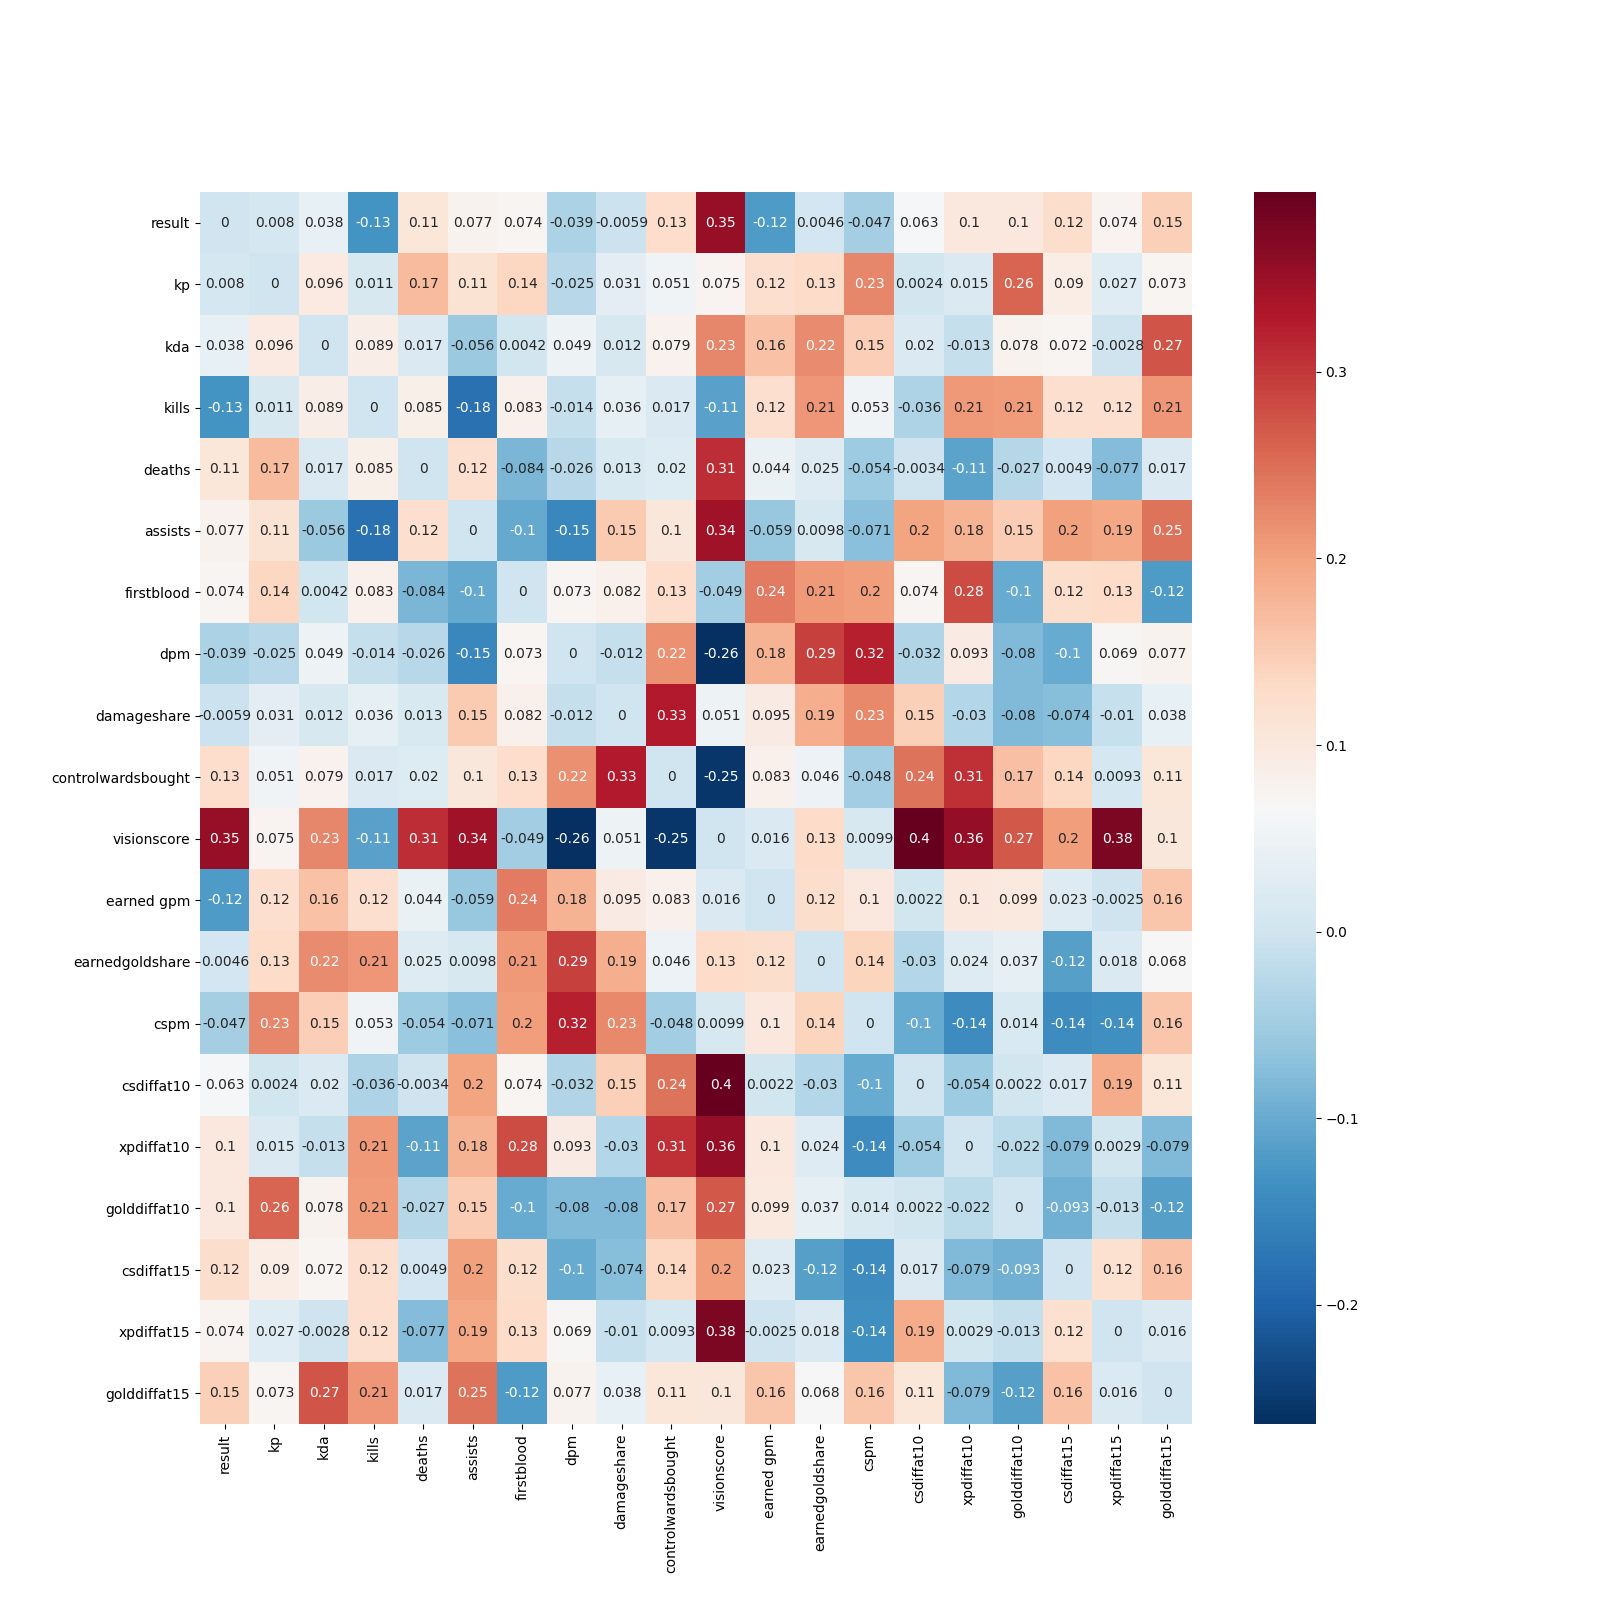 result 0 0.008 0.038 -0.13 0.11 0.077 0.074 -0.039 -0.0059 0.13 0.35 -0.12 0.0046 -0.047 0.063 0.1 0.1 0.12 0.074 0.15
kp 0.008 0 0.096 0.011 0.17 0.11 0.14 -0.025 0.031 0.051 0.075 0.12 0.13 0.23 0.0024 0.015 0.26 0.09 0.027 0.073
kda 0.038 0.096 0 0.089 0.017 -0.056 0.0042 0.049 0.012 0.079 0.23 0.16 0.22 0.15 0.02 -0.013 0.078 0.072 -0.0028 0.27
0.3
kills -0.13 0.011 0.089 0 0.085 -0.18 0.083 -0.014 0.036 0.017 -0.11 0.12 0.21 0.053 -0.036 0.21 0.21 0.12 0.12 0.21
deaths 0.11 0.17 0.017 0.085 0 0.12 -0.084 -0.026 0.013 0.02 0.31 0.044 0.025 -0.054 -0.0034 -0.11 -0.027 0.0049 -0.077 0.017
assists 0.077 0.11 -0.056 -0.18 0.12 0 -0.1 -0.15 0.15 0.1 0.34 -0.059 0.0098 -0.071 0.2 0.18 0.15 0.2 0.19 0.25
0.2
firstblood 0.074 0.14 0.0042 0.083 -0.084 -0.1 0 0.073 0.082 0.13 -0.049 0.24 0.21 0.2 0.074 0.28 -0.1 0.12 0.13 -0.12
dpm -0.039 -0.025 0.049 -0.014 -0.026 -0.15 0.073 0 -0.012 0.22 -0.26 0.18 0.29 0.32 -0.032 0.093 -0.08 -0.1 0.069 0.077
damageshare -0.0059 0.031 0.012 0.036 0.013 0.15 0.082 -0.012 0 0.33 0.051 0.095 0.19 0.23 0.15 -0.03 -0.08 -0.074 -0.01 0.038
0.1
controlwardsbought 0.13 0.051 0.079 0.017 0.02 0.1 0.13 0.22 0.33 0 -0.25 0.083 0.046 -0.048 0.24 0.31 0.17 0.14 0.0093 0.11
visionscore 0.35 0.075 0.23 -0.11 0.31 0.34 -0.049 -0.26 0.051 -0.25 0 0.016 0.13 0.0099 0.4 0.36 0.27 0.2 0.38 0.1
earned gpm -0.12 0.12 0.16 0.12 0.044 -0.059 0.24 0.18 0.095 0.083 0.016 0 0.12 0.1 0.0022 0.1 0.099 0.023 -0.0025 0.16
0.0
earnedgoldshare 0.0046 0.13 0.22 0.21 0.025 0.0098 0.21 0.29 0.19 0.046 0.13 0.12 0 0.14 -0.03 0.024 0.037 -0.12 0.018 0.068
cspm -0.047 0.23 0.15 0.053 -0.054 -0.071 0.2 0.32 0.23 -0.048 0.0099 0.1 0.14 0 -0.1 -0.14 0.014 -0.14 -0.14 0.16
csdiffat10 0.063 0.0024 0.02 -0.036 -0.0034 0.2 0.074 -0.032 0.15 0.24 0.4 0.0022 -0.03 -0.1 0 -0.054 0.0022 0.017 0.19 0.11
−0.1
xpdiffat10 0.1 0.015 -0.013 0.21 -0.11 0.18 0.28 0.093 -0.03 0.31 0.36 0.1 0.024 -0.14 -0.054 0 -0.022 -0.079 0.0029 -0.079
golddiffat10 0.1 0.26 0.078 0.21 -0.027 0.15 -0.1 -0.08 -0.08 0.17 0.27 0.099 0.037 0.014 0.0022 -0.022 0 -0.093 -0.013 -0.12
csdiffat15 0.12 0.09 0.072 0.12 0.0049 0.2 0.12 -0.1 -0.074 0.14 0.2 0.023 -0.12 -0.14 0.017 -0.079 -0.093 0 0.12 0.16
−0.2
xpdiffat15 0.074 0.027 -0.0028 0.12 -0.077 0.19 0.13 0.069 -0.01 0.0093 0.38 -0.0025 0.018 -0.14 0.19 0.0029 -0.013 0.12 0 0.016
golddiffat15 0.15 0.073 0.27 0.21 0.017 0.25 -0.12 0.077 0.038 0.11 0.1 0.16 0.068 0.16 0.11 -0.079 -0.12 0.16 0.016 0
result
kp
kda
kills
deaths
assists
firstblood
dpm
damageshare
controlwardsbought
visionscore
earned gpm
earnedgoldshare
cspm
csdiffat10
xpdiffat10
golddiffat10
csdiffat15
xpdiffat15
golddiffat15